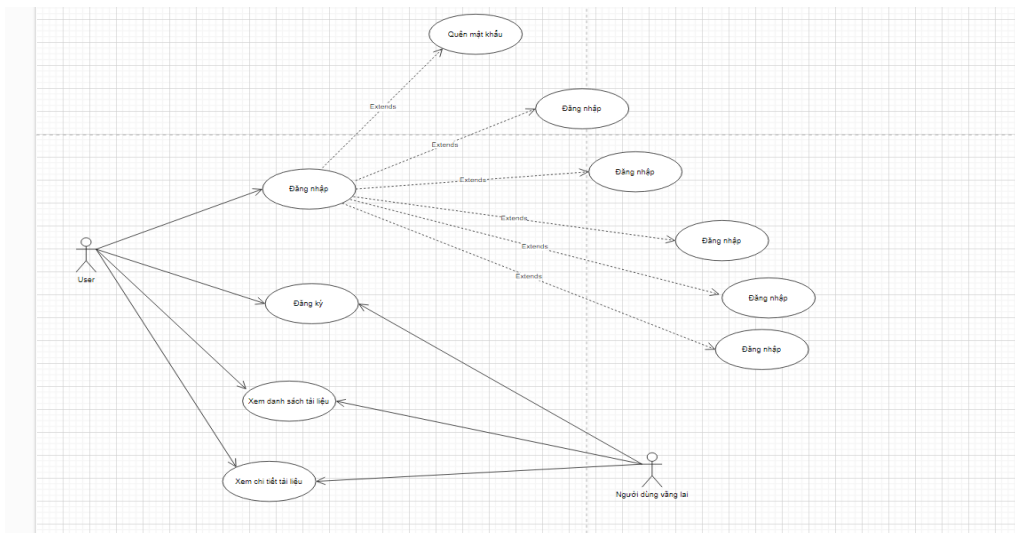 Quên mật khẩu
Extends
Đăng nhập
Extends
Đăng nhập
Extends
Đăng nhập
Extends
Đăng nhập
Extends
User
Extends
Đăng nhập
Đăng ký
Đăng nhập
Xem danh sách tài liệu
Xem chi tiết tài liệu
Người dùng vãng lai